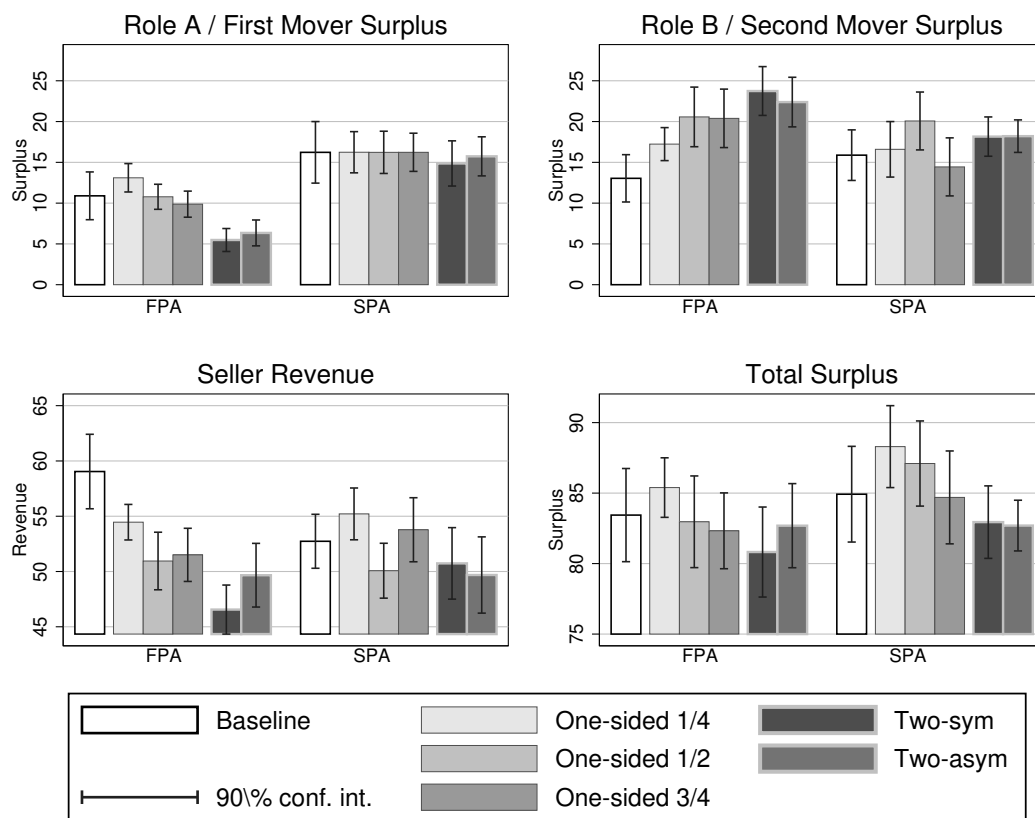 Role A / First Mover Surplus
Surplus
25
20
15
10
5
0
FPA SPA
Role B / Second Mover Surplus
Surplus
25
20
15
10
5
0
FPA SPA
Seller Revenue
Revenue
65
60
55
50
45
FPA SPA
Total Surplus
Surplus
90
85
80
75
FPA SPA
Baseline
90\% conf. int.
One-sided 1/4
One-sided 1/2
One-sided 3/4
Two-sym
Two-asym